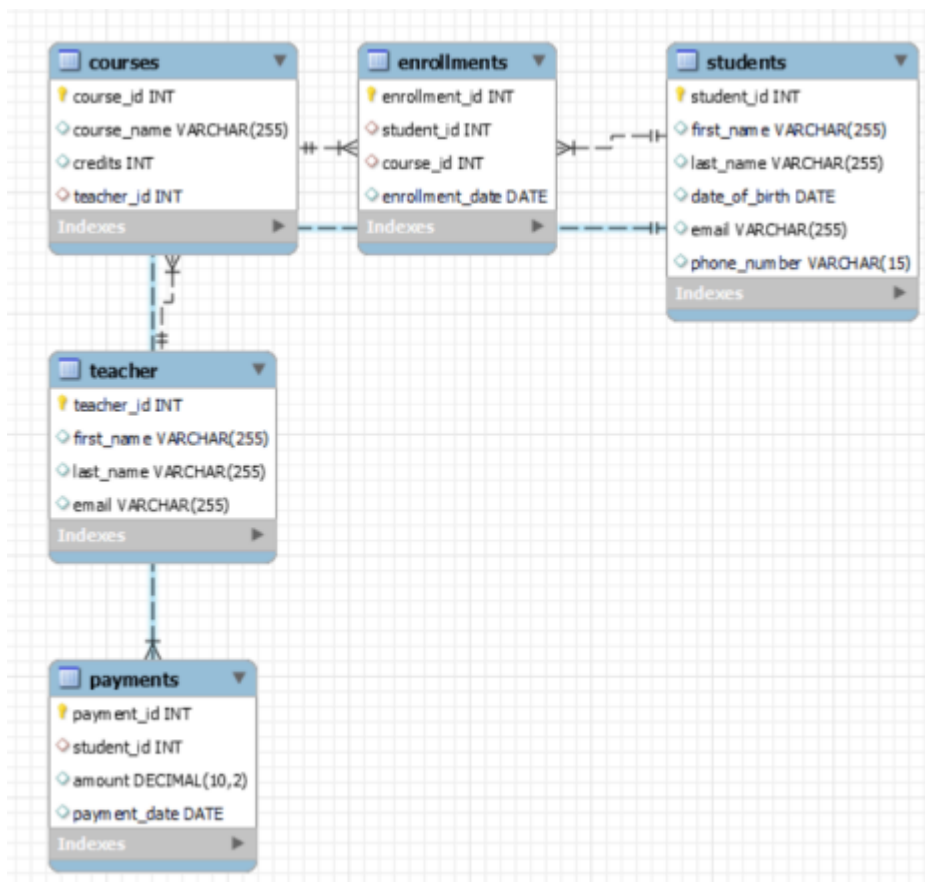 courses
course_id INT
course_name VARCHAR(255)
credits INT
teacher_id INT
Indexes
enrollments
enrollment_id INT
student_id INT
course_id INT
enrollment_date DATE
Indexes
students
student_id INT
first_name VARCHAR(255)
last_name VARCHAR(255)
date_of_birth DATE
email VARCHAR(255)
phone_number VARCHAR(15)
Indexes
teacher
teacher_id INT
first_name VARCHAR(255)
last_name VARCHAR(255)
email VARCHAR(255)
Indexes
payments
payment_id INT
student_id INT
amount DECIMAL(10,2)
payment_date DATE
Indexes